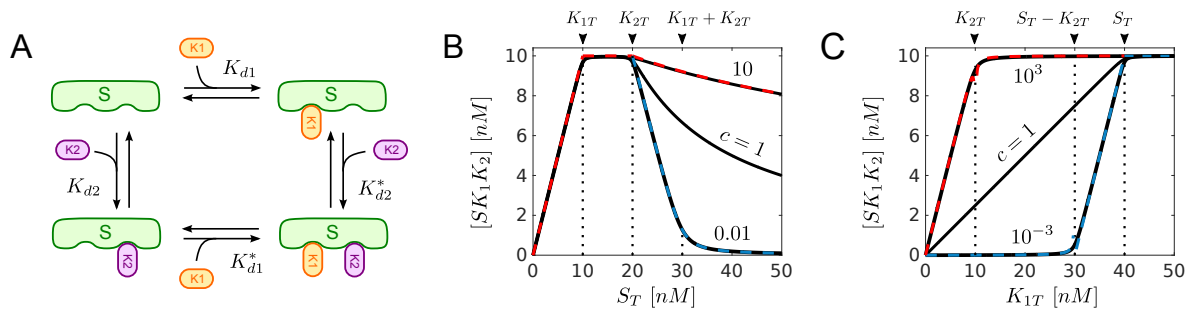 A
K1
K_{d1}
S
S
K1
K2
K2
K_{d2}
K^*_{d2}
S
S
K2
K1
K2
K1
K^*_{d1}
B
K_{1T} K_{2T} K_{1T} + K_{2T}
[SK_1K_2] [nM]
10
8
6
4
2
0
10
c = 1
0.01
0 10 20 30 40 50
S_T [nM]
C
K_{2T} S_T − K_{2T} S_T
[SK_1K_2] [nM]
10
8
6
4
2
0
10^3
c = 1
10^{−3}
0 10 20 30 40 50
K_{1T} [nM]